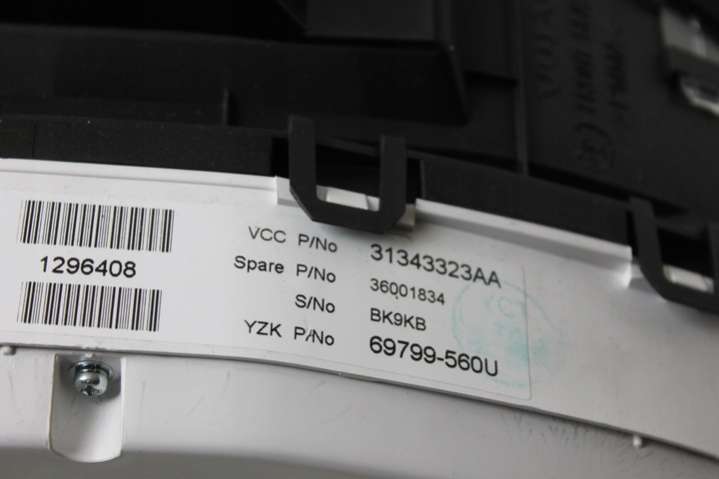 1296408
VCC P/No 31343323AA
Spare P/No 36001834
S/No BK9KB
YZK P/No 69799-560U